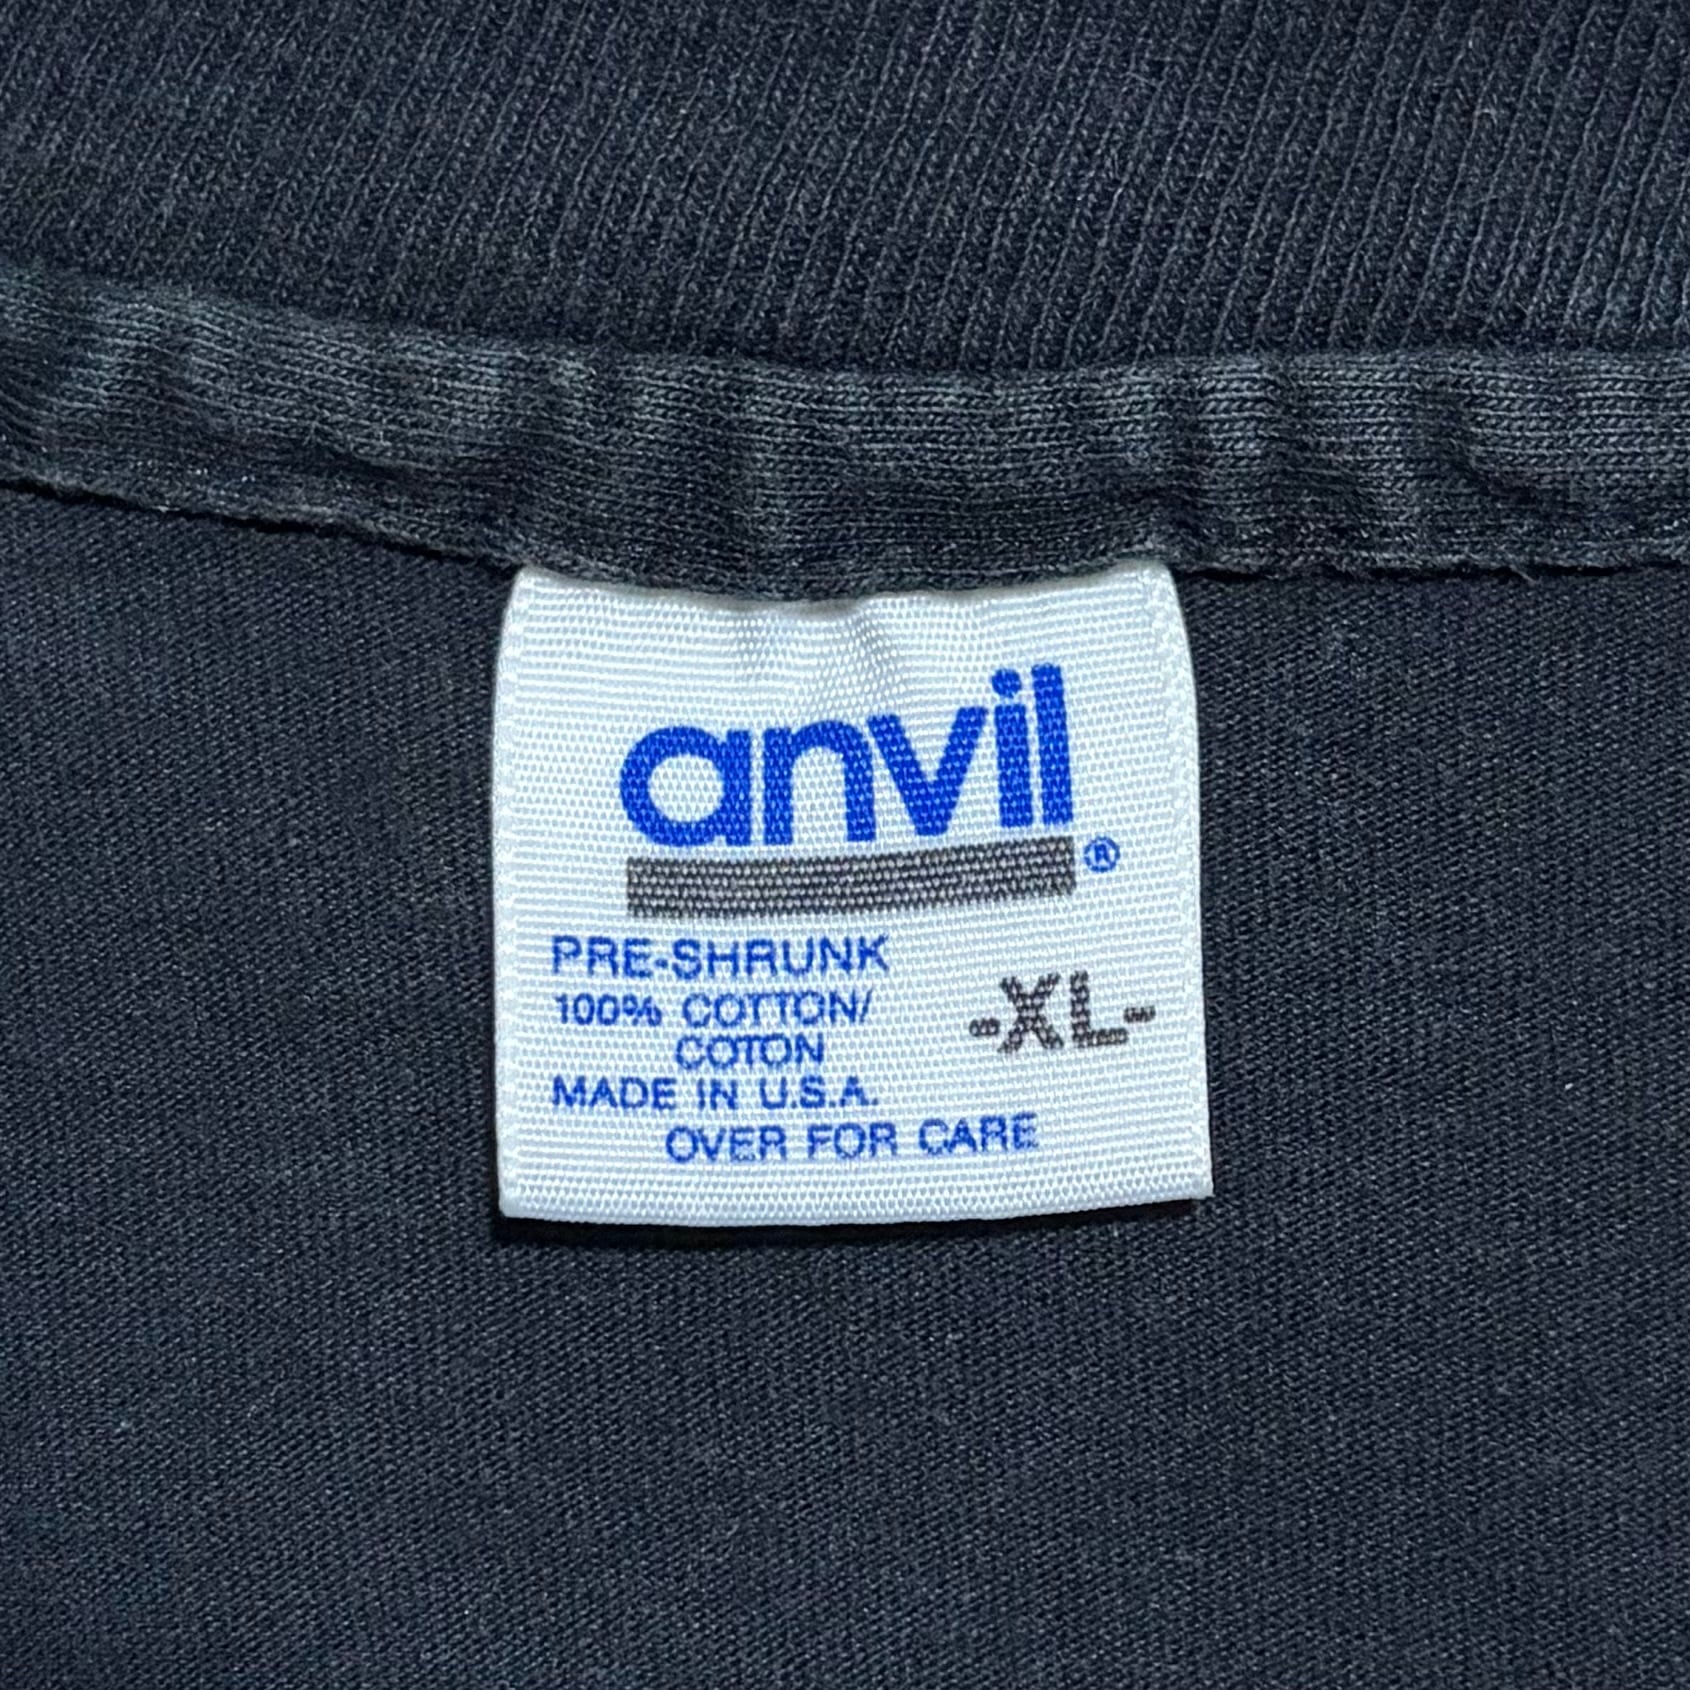 anvil®
PRE-SHRUNK
100% COTTON/
COTON
-XL-
MADE IN U.S.A.
OVER FOR CARE